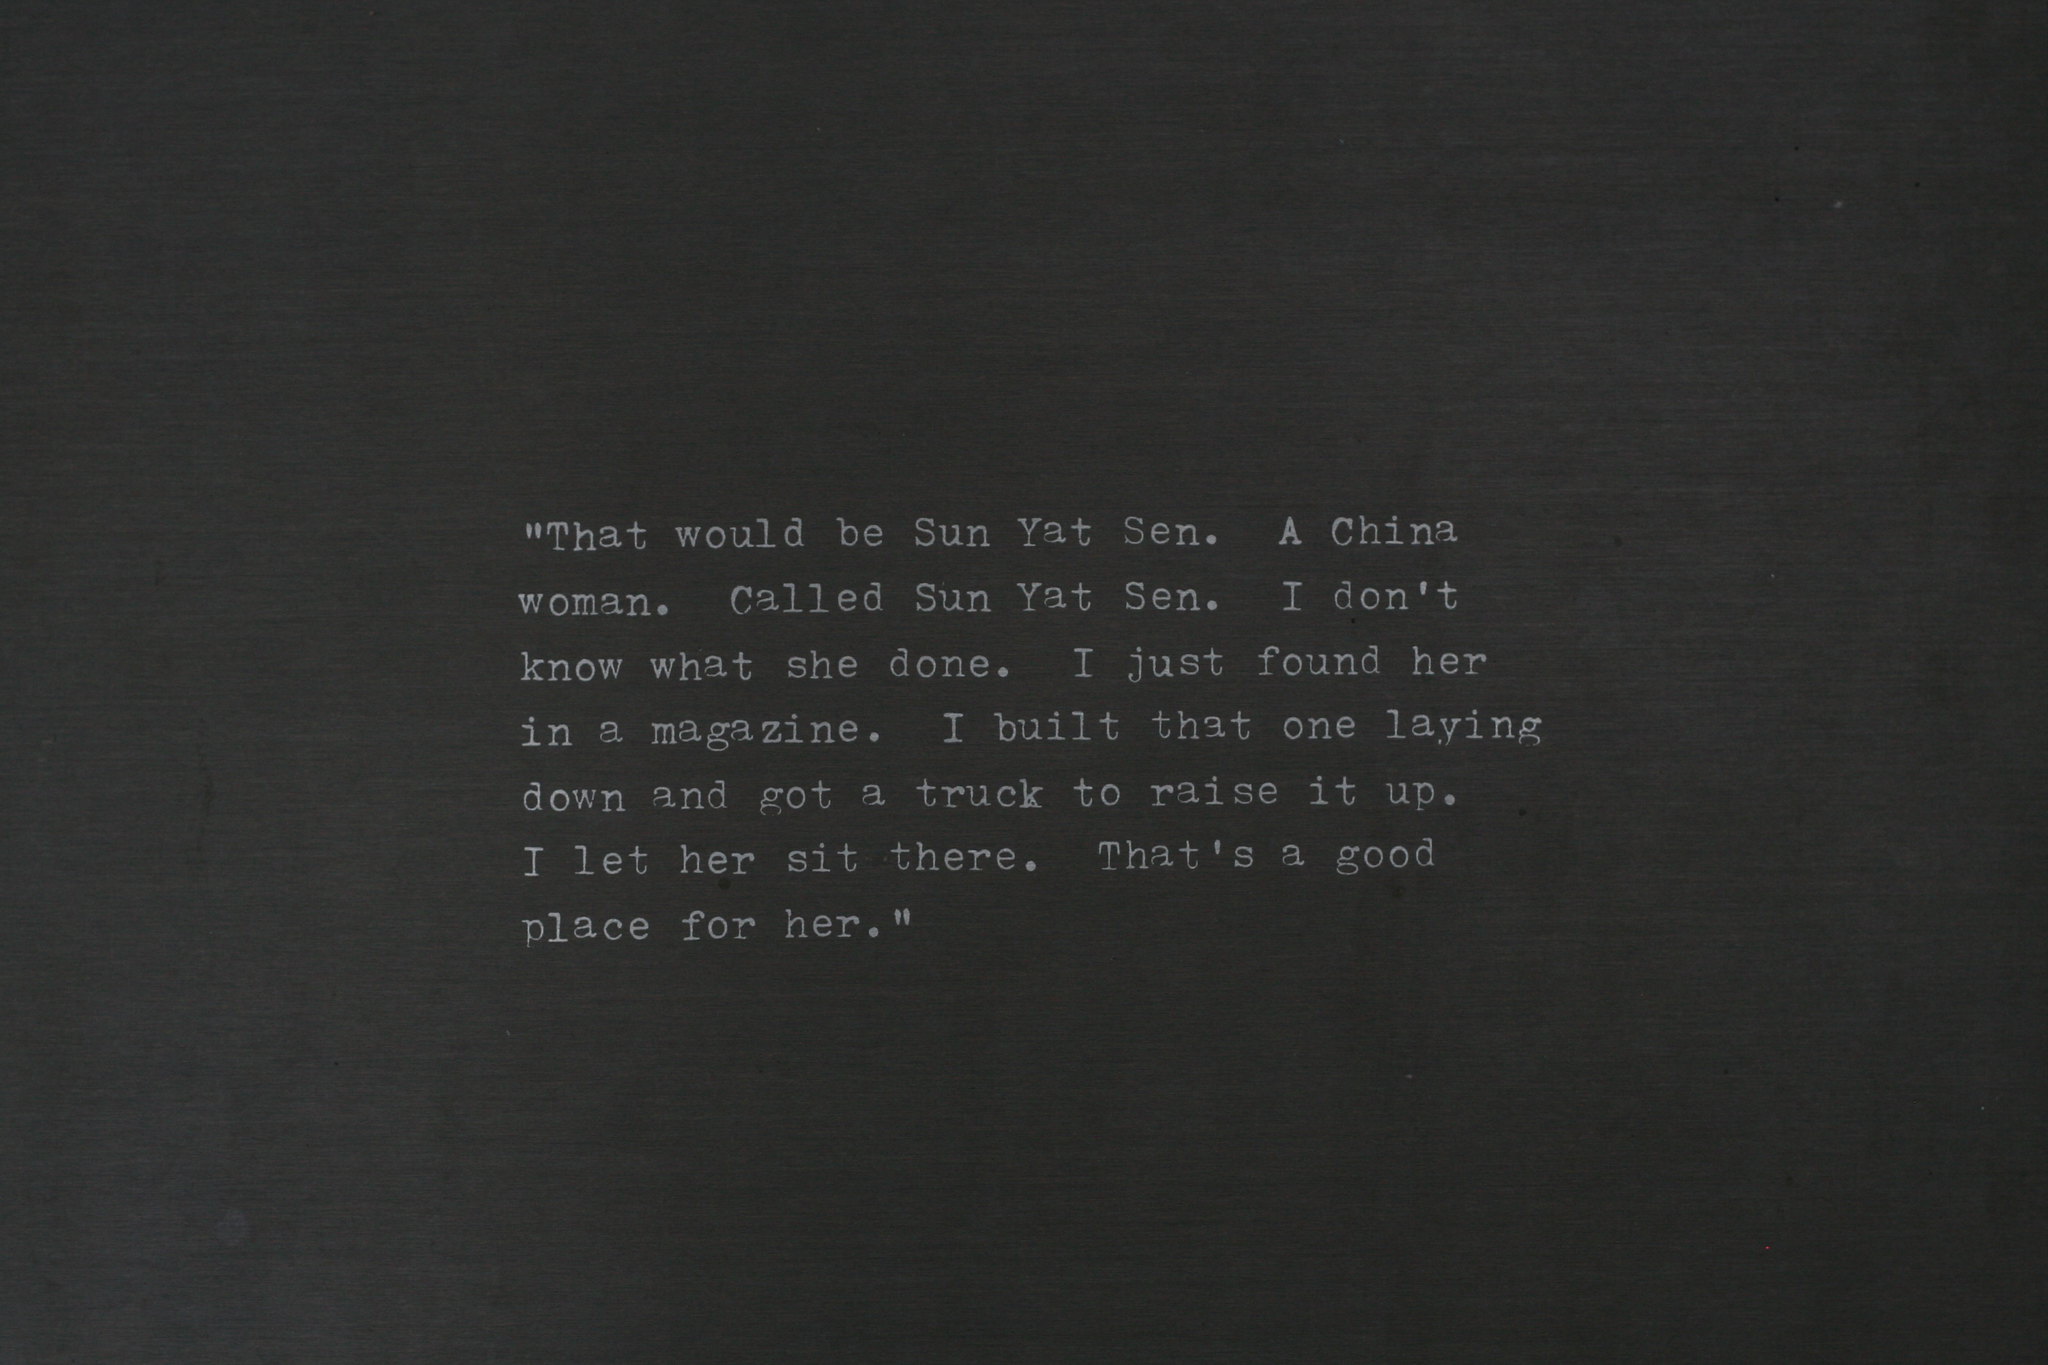 "That would be Sun Yat Sen.  A China
woman.  Called Sun Yat Sen.  I don't
know what she done.  I just found her
in a magazine.  I built that one laying
down and got a truck to raise it up.
I let her sit there.  That's a good
place for her."